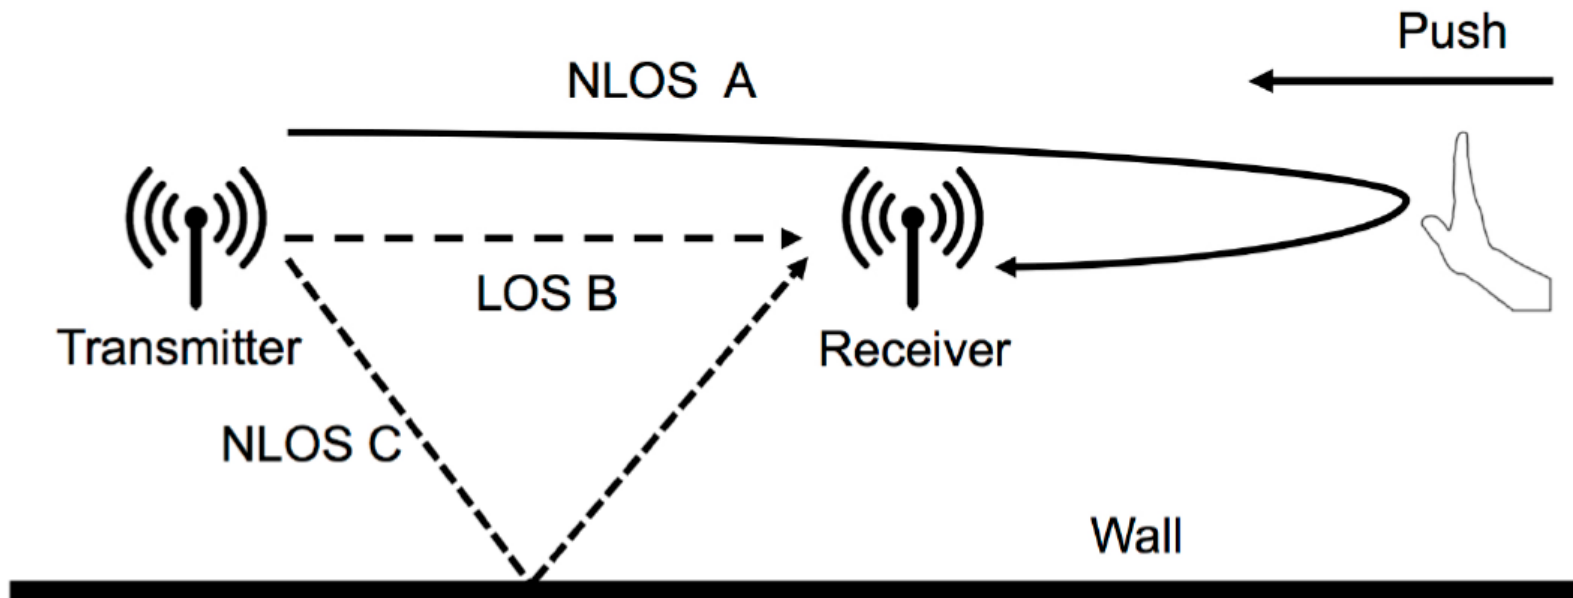 Push
NLOS A
LOS B
Transmitter
Receiver
NLOS C
Wall